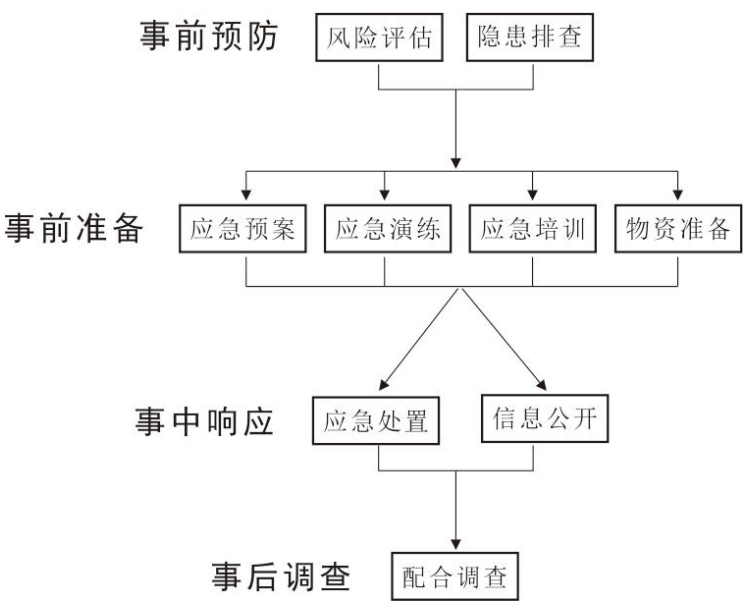 事前预防 风险评估 隐患排查
事前准备 应急预案 应急演练 应急培训 物资准备
事中响应 应急处置 信息公开
事后调查 配合调查